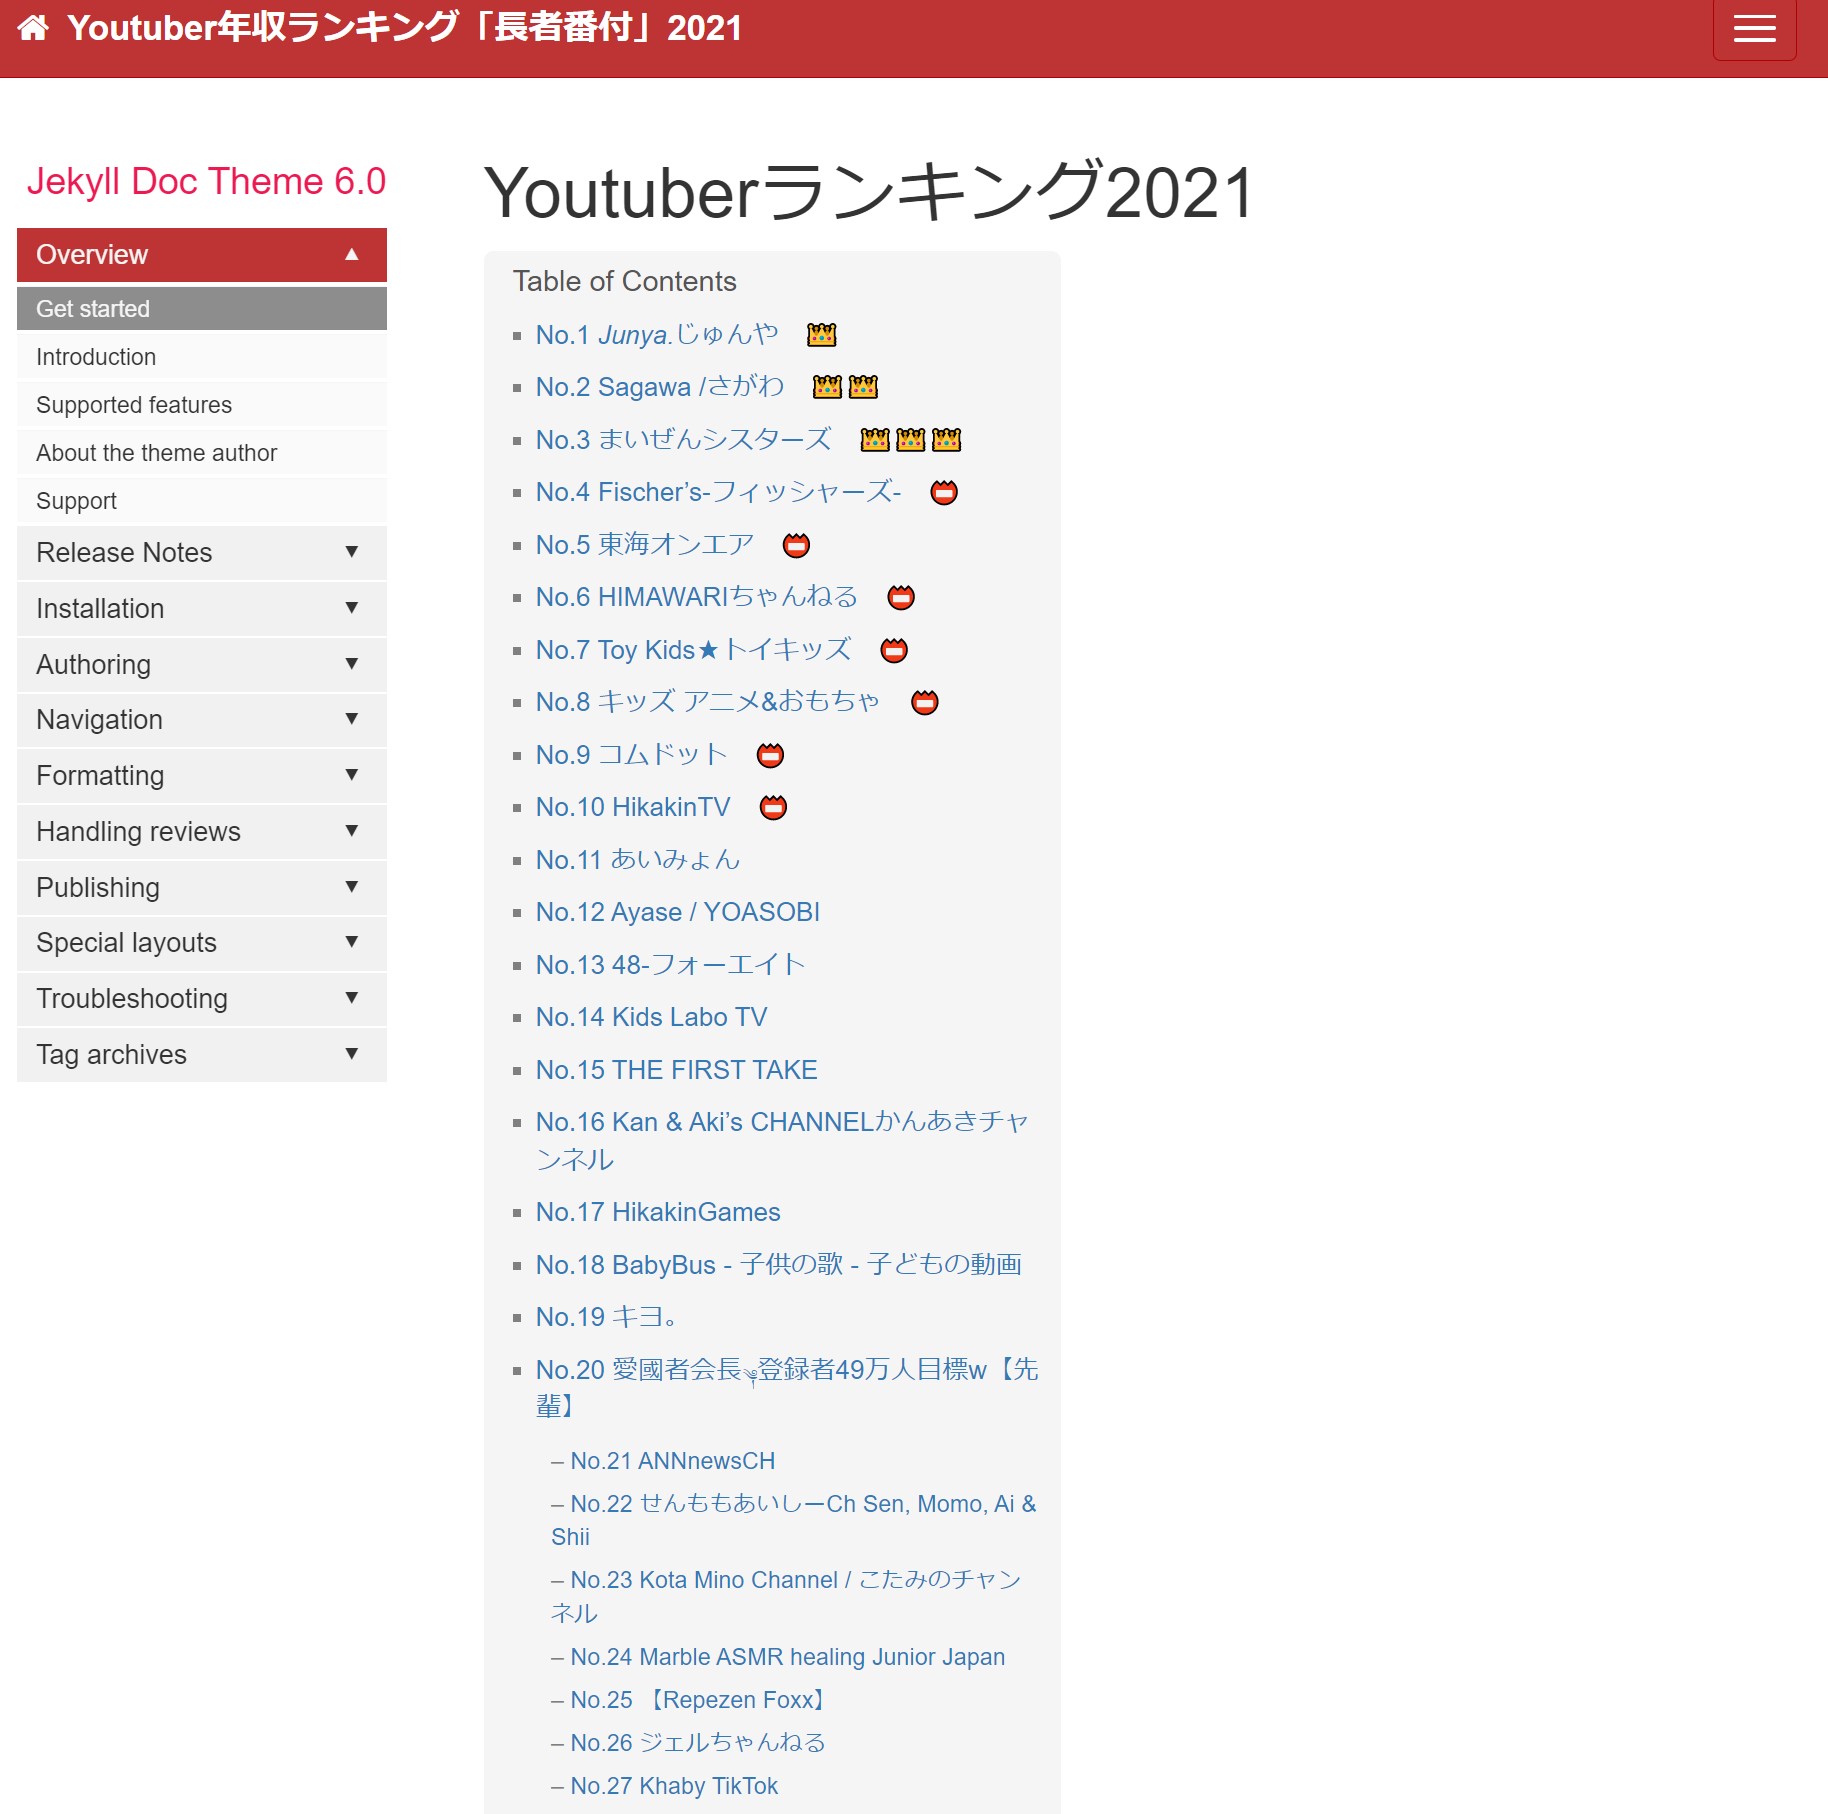 Youtuber年収ランキング「長者番付」2021
Jekyll Doc Theme 6.0
Overview
Get started
Introduction
Supported features
About the theme author
Support
Release Notes
Installation
Authoring
Navigation
Formatting
Handling reviews
Publishing
Special layouts
Troubleshooting
Tag archives
Youtuberランキング2021
Table of Contents
No.1 Junya.じゅんや 👑
No.2 Sagawa /さがわ 👑👑
No.3 まいぜんシスターズ 👑👑👑
No.4 Fischer’s-フィッシャーズ- 📛
No.5 東海オンエア 📛
No.6 HIMAWARIちゃんねる 📛
No.7 Toy Kids★トイキッズ 📛
No.8 キッズ アニメ&おもちゃ 📛
No.9 コムドット 📛
No.10 HikakinTV 📛
No.11 あいみょん
No.12 Ayase / YOASOBI
No.13 48-フォーエイト
No.14 Kids Labo TV
No.15 THE FIRST TAKE
No.16 Kan & Aki’s CHANNELかんあきチャ
ンネル
No.17 HikakinGames
No.18 BabyBus - 子供の歌 - 子どもの動画
No.19 キヨ。
No.20 愛國者会長༆登録者49万人目標w【先
輩】
– No.21 ANNnewsCH
– No.22 せんももあいしーCh Sen, Momo, Ai &
Shii
– No.23 Kota Mino Channel / こたみのチャン
ネル
– No.24 Marble ASMR healing Junior Japan
– No.25 【Repezen Foxx】
– No.26 ジェルちゃんねる
– No.27 Khaby TikTok